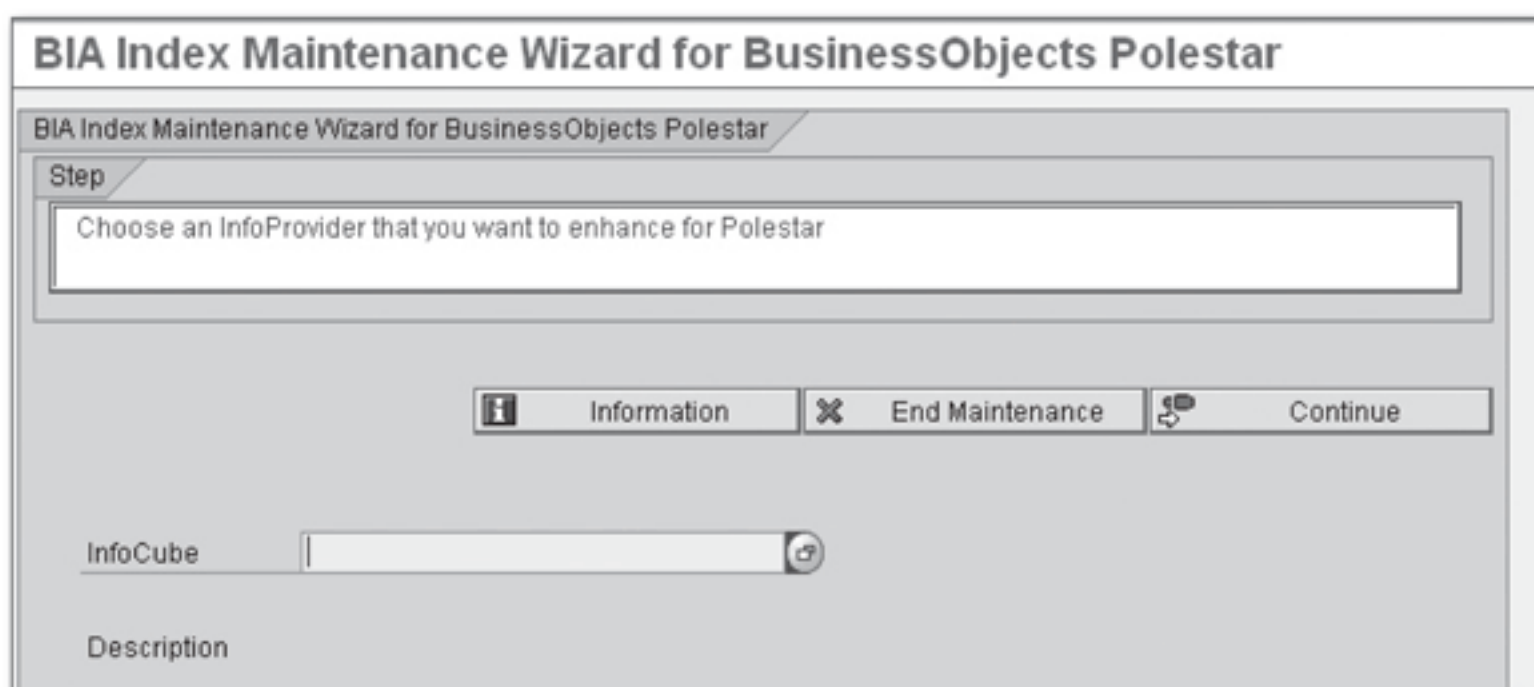 BIA Index Maintenance Wizard for BusinessObjects Polestar
BIA Index Maintenance Wizard for BusinessObjects Polestar
Step
Choose an InfoProvider that you want to enhance for Polestar
Information End Maintenance Continue
InfoCube
Description